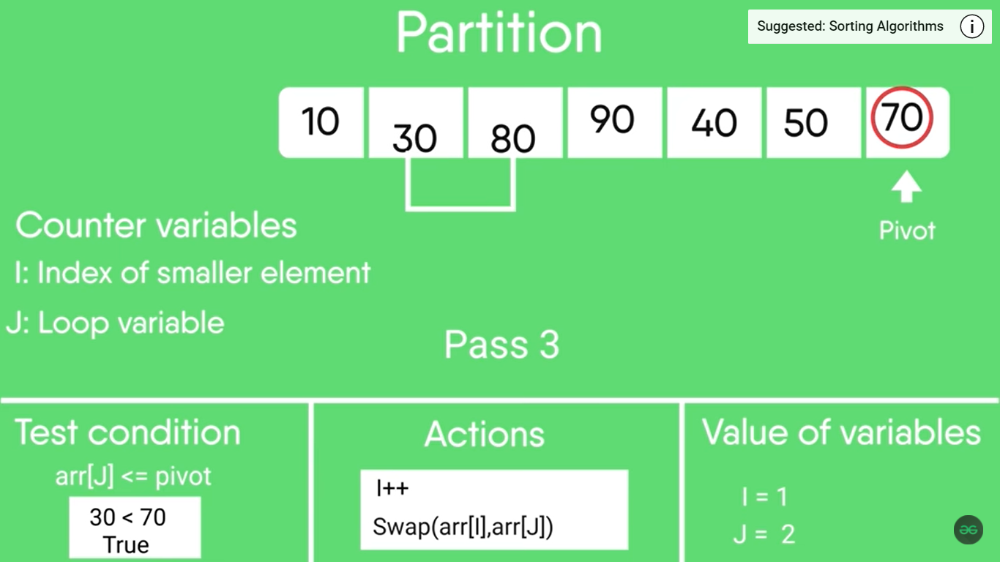 Partition
Suggested: Sorting Algorithms
10 30 80 90 40 50 70
Pivot
Counter variables
I: Index of smaller element
J: Loop variable
Pass 3
Test condition
arr[J] <= pivot
30 < 70
True
Actions
I++
Swap(arr[I],arr[J])
Value of variables
I = 1
J = 2